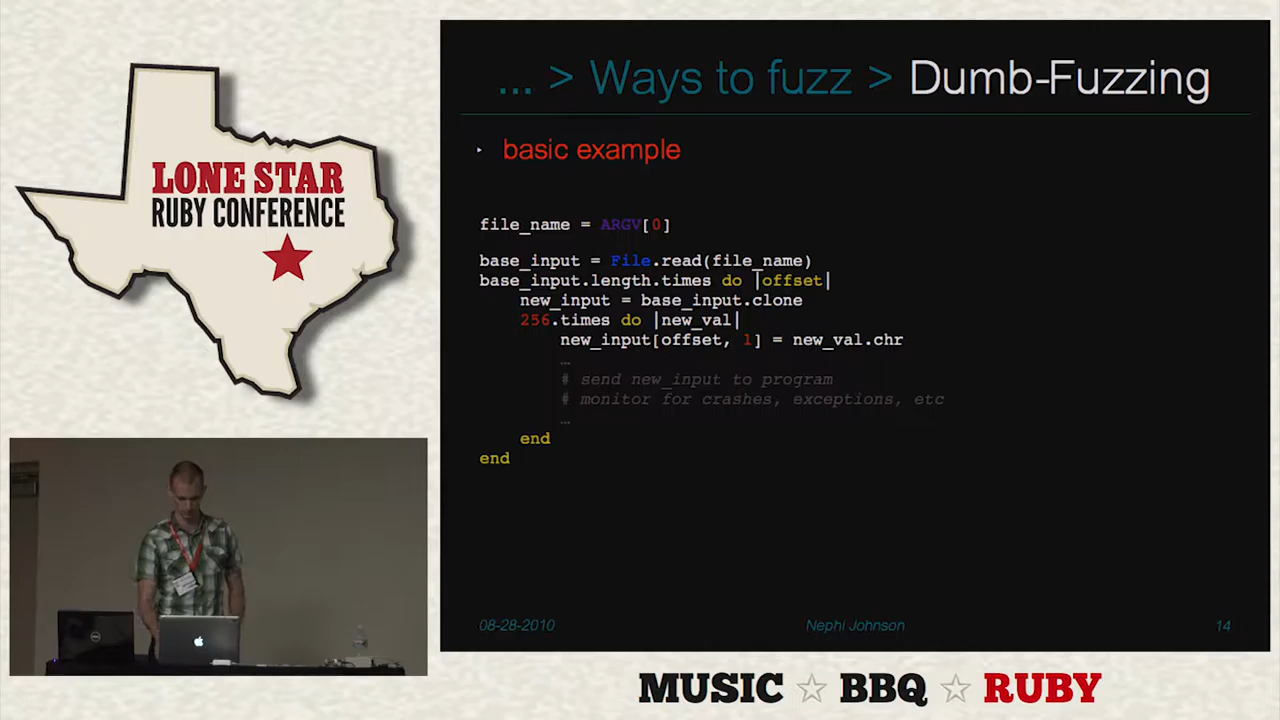 LONE STAR
RUBY CONFERENCE
... > Ways to fuzz > Dumb-Fuzzing
basic example
file_name = ARGV[0]
base_input = File.read(file_name)
base_input.length.times do |offset|
new_input = base_input.clone
256.times do |new_val|
new_input[offset, 1] = new_val.chr
…
# send new_input to program
# monitor for crashes, exceptions, etc
…
end
end
08-28-2010
Nephi Johnson
14
MUSIC ☆ BBQ ☆ RUBY